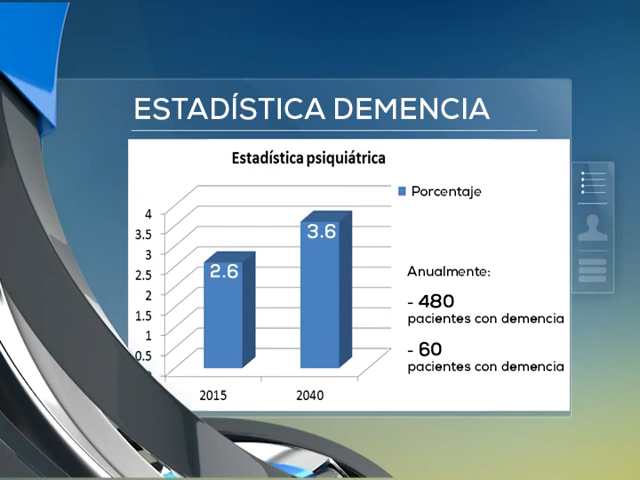 ESTADÍSTICA DEMENCIA
Estadística psiquiátrica
Porcentaje
4
3.5
3
2.5
2
1.5
1
0.5
2.6
3.6
2015
2040
Anualmente:
- 480
pacientes con demencia
- 60
pacientes con demencia